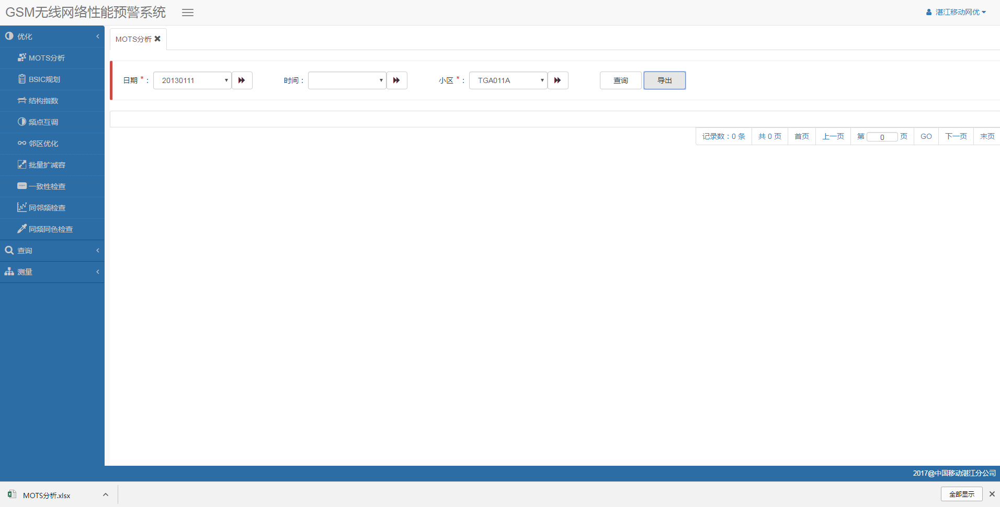 GSM无线网络性能预警系统
湛江移动网优
优化
MOTS分析
BSIC规划
结构指数
频点互调
邻区优化
批量扩减容
一致性检查
同邻频检查
同频同色检查
查询
测量
MOTS分析
日期 * : 20130111 时间 : 小区 * : TGA011A 查询 导出
记录数：0 条 共 0 页 首页 上一页 第 0 页 GO 下一页 末页
2017@中国移动湛江分公司
MOTS分析.xlsx 全部显示